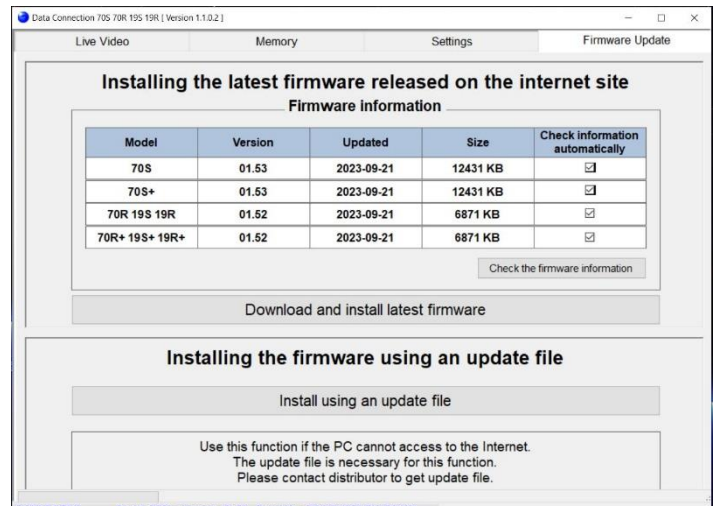 Data Connection 70S 70R 19S 19R [ Version 1.1.0.2 ]
Live Video Memory Settings Firmware Update
Installing the latest firmware released on the internet site
Firmware information
Model Version Updated Size Check information automatically
70S 01.53 2023-09-21 12431 KB
70S+ 01.53 2023-09-21 12431 KB
70R 19S 19R 01.52 2023-09-21 6871 KB
70R+ 19S+ 19R+ 01.52 2023-09-21 6871 KB
Check the firmware information
Download and install latest firmware
Installing the firmware using an update file
Install using an update file
Use this function if the PC cannot access to the Internet.
The update file is necessary for this function.
Please contact distributor to get update file.